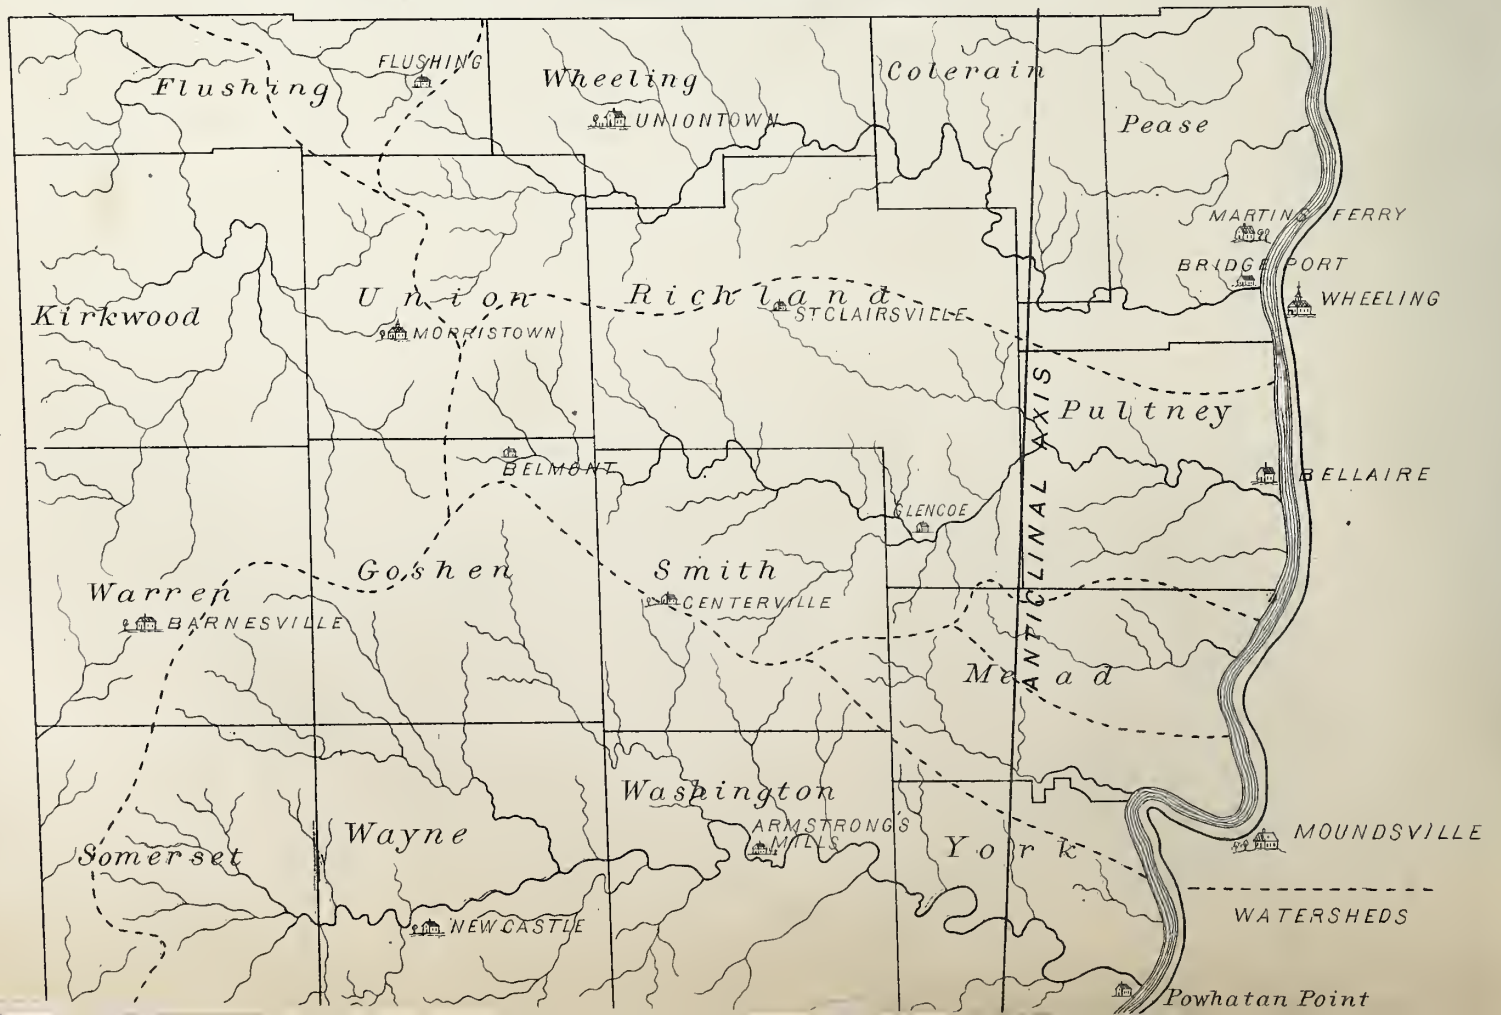 FLUSHING
Flushing
Wheeling
Colerain
UNIONTOWN
Pease
MARTINS FERRY
BRIDGEPORT
WHEELING
Kirkwood
Union
Richland
ST CLAIRSVILLE
MORRISTOWN
Pultney
ANTICLINAL AXIS
BELMONT
BELLAIRE
GLENCOE
Goshen
Smith
Warren
CENTERVILLE
BARNESVILLE
Mead
Washington
ARMSTRONG'S
MILLS
Wayne
York
MOUNDSVILLE
Somerset
WATERSHEDS
NEWCASTLE
Powhatan Point